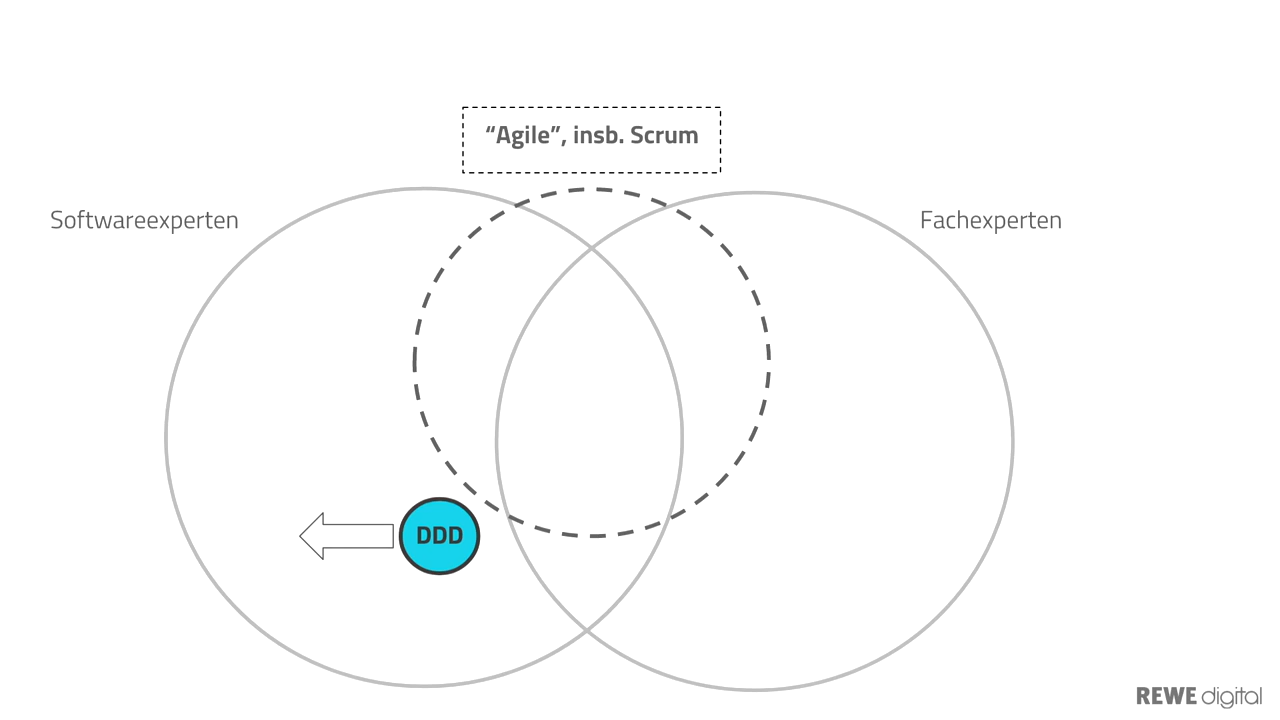 “Agile”, insb. Scrum
Softwareexperten
Fachexperten
DDD
REWE digital